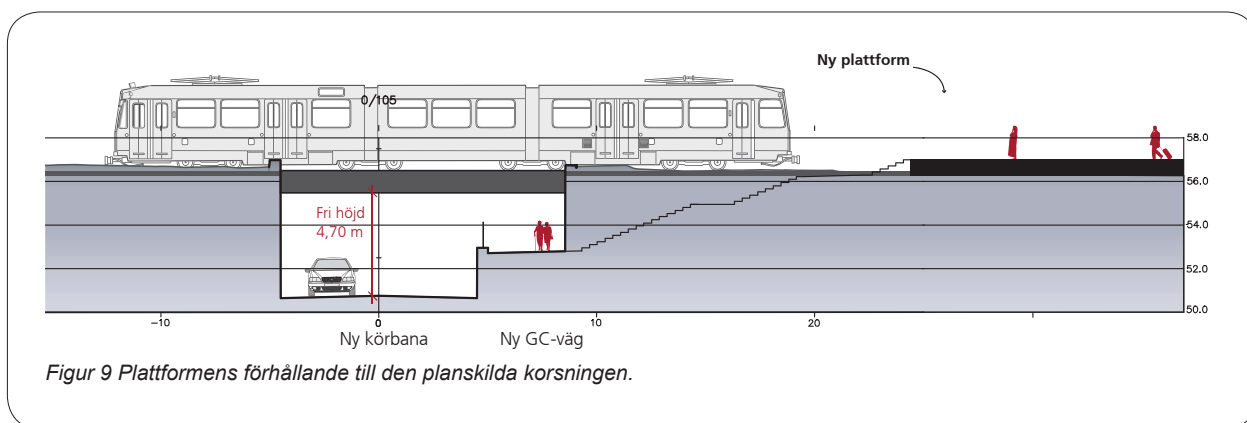 Ny plattform
0/105
58.0
56.0
Fri höjd
4,70 m
54.0
52.0
50.0
−10
0
10
20
Ny körbana
Ny GC-väg
Figur 9 Plattformens förhållande till den planskilda korsningen.